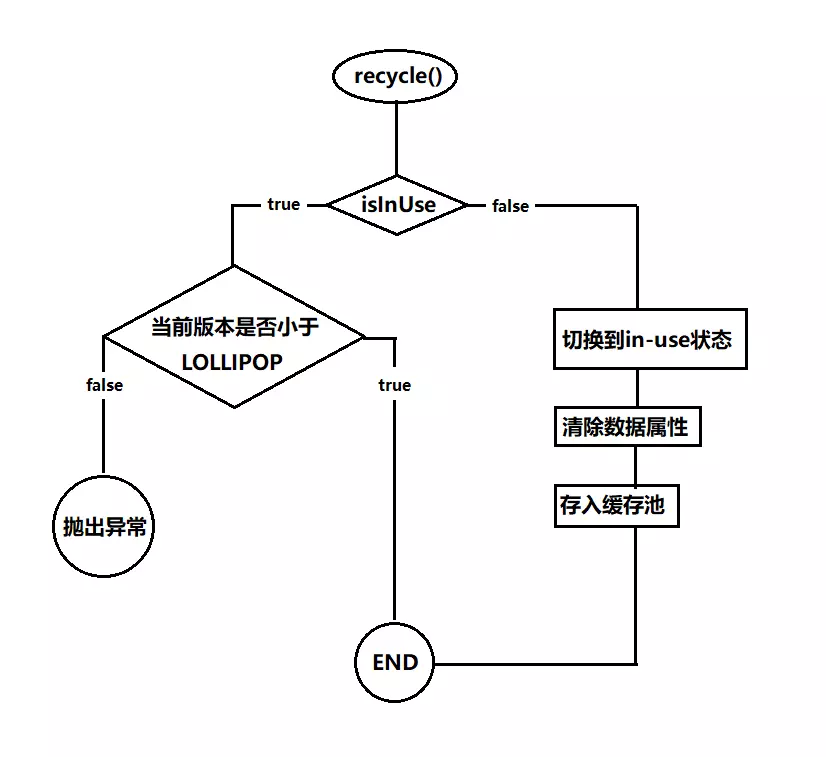 recycle()
isInUse
true
false
当前版本是否小于
LOLLIPOP
切换到in-use状态
false
true
清除数据属性
存入缓存池
抛出异常
END